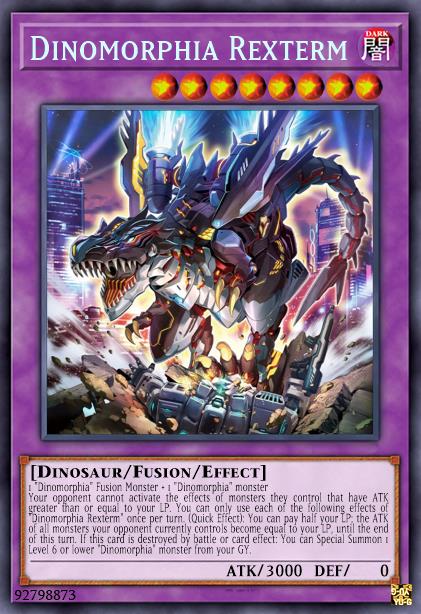 DINOMORPHIA REXTERM
DARK
闇
[DINOSAUR/FUSION/EFFECT]
1 "Dinomorphia" Fusion Monster + 1 "Dinomorphia" monster
Your opponent cannot activate the effects of monsters they control that have ATK
greater than or equal to your LP. You can only use each of the following effects of
"Dinomorphia Rexterm" once per turn. (Quick Effect): You can pay half your LP; the ATK
of all monsters your opponent currently controls become equal to your LP, until the end
of this turn. If this card is destroyed by battle or card effect: You can Special Summon 1
Level 6 or lower "Dinomorphia" monster from your GY.
ATK/3000 DEF/ 0
92798873